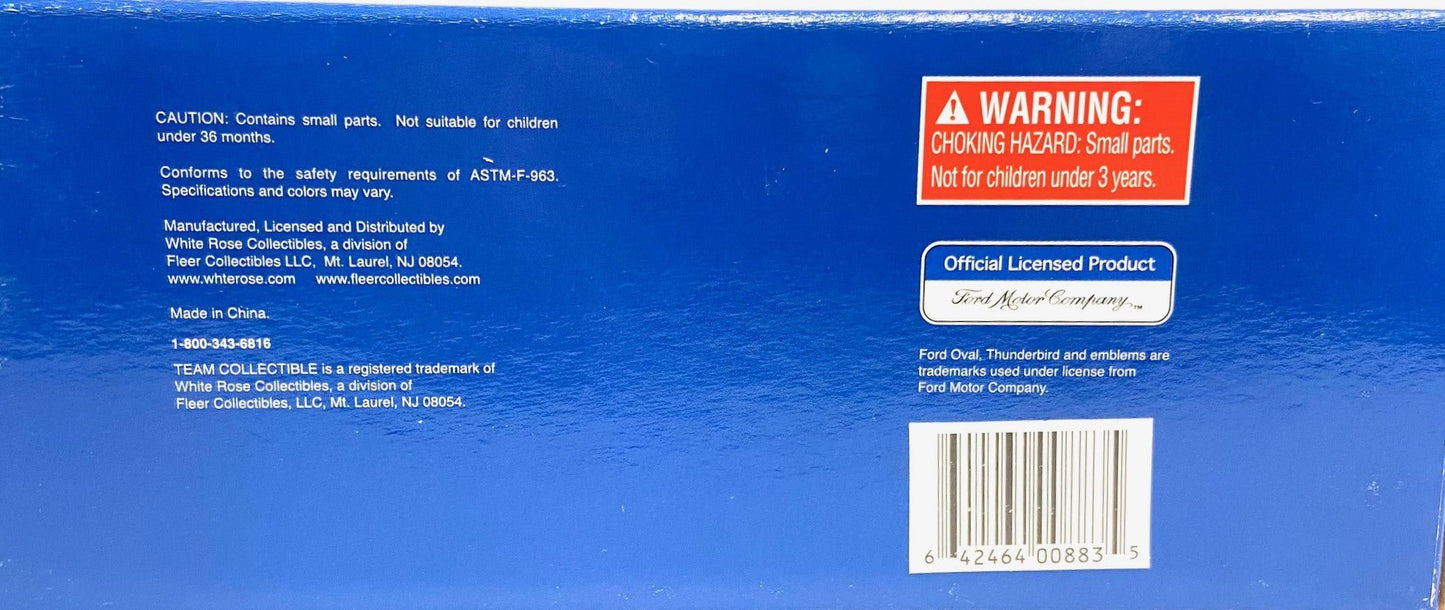 CAUTION: Contains small parts. Not suitable for children
under 36 months.
Conforms to the safety requirements of ASTM-F-963.
Specifications and colors may vary.
Manufactured, Licensed and Distributed by
White Rose Collectibles, a division of
Fleer Collectibles LLC, Mt. Laurel, NJ 08054.
www.whterose.com www.fleercollectibles.com
Made in China.
1-800-343-6816
TEAM COLLECTIBLE is a registered trademark of
White Rose Collectibles, a division of
Fleer Collectibles, LLC, Mt. Laurel, NJ 08054.
WARNING:
CHOKING HAZARD: Small parts.
Not for children under 3 years.
Official Licensed Product
Ford Motor Company™
Ford Oval, Thunderbird and emblems are
trademarks used under license from
Ford Motor Company.
6 42464 00883 5